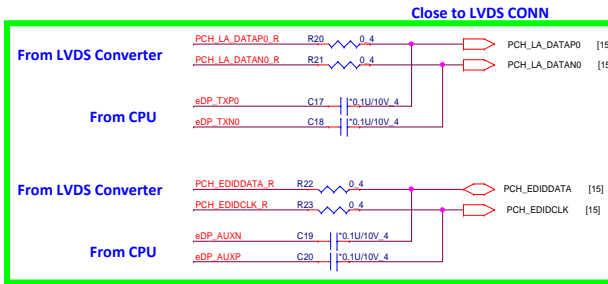 Close to LVDS CONN
PCH_LA_DATAP0_R R20 0_4 PCH_LA_DATAP0 [15
From LVDS Converter
PCH_LA_DATAN0_R R21 0_4 PCH_LA_DATAN0 [15
eDP_TXP0 C17 *0.1U/10V_4
From CPU
eDP_TXN0 C18 *0.1U/10V_4
From LVDS Converter
PCH_EDIDDATA_R R22 0_4 PCH_EDIDDATA [15]
PCH_EDIDCLK_R R23 0_4 PCH_EDIDCLK [15]
eDP_AUXN C19 *0.1U/10V_4
From CPU
eDP_AUXP C20 *0.1U/10V_4